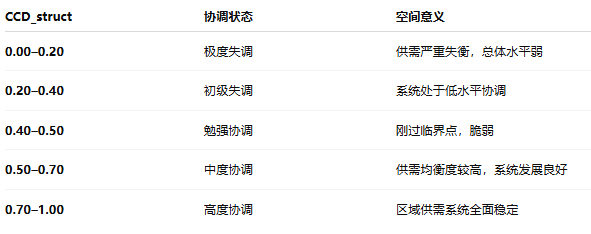 CCD_struct 协调状态 空间意义
0.00–0.20 极度失调 供需严重失衡，总体水平弱
0.20–0.40 初级失调 系统处于低水平协调
0.40–0.50 勉强协调 刚过临界点，脆弱
0.50–0.70 中度协调 供需均衡度较高，系统发展良好
0.70–1.00 高度协调 区域供需系统全面稳定